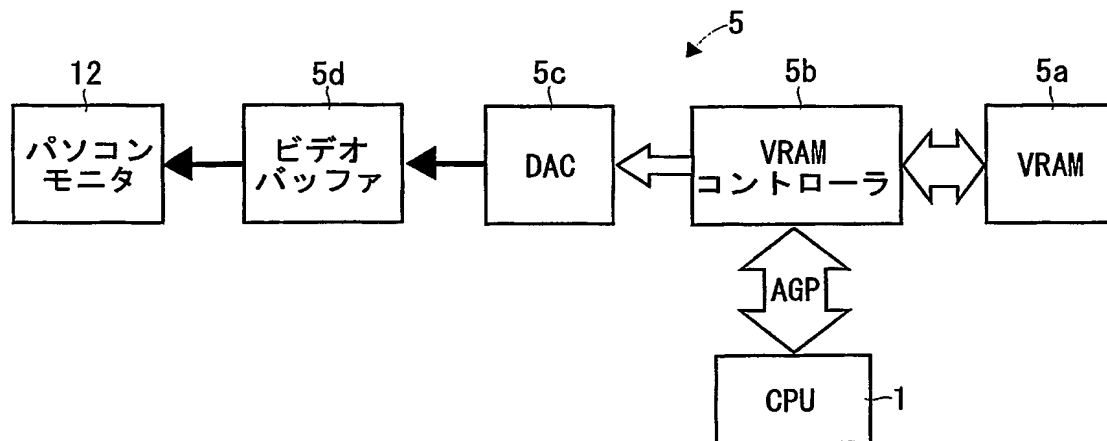 5
12
5d
5c
5b
5a
パソコン
モニタ
ビデオ
バッファ
DAC
VRAM
コントローラ
VRAM
AGP
CPU
1